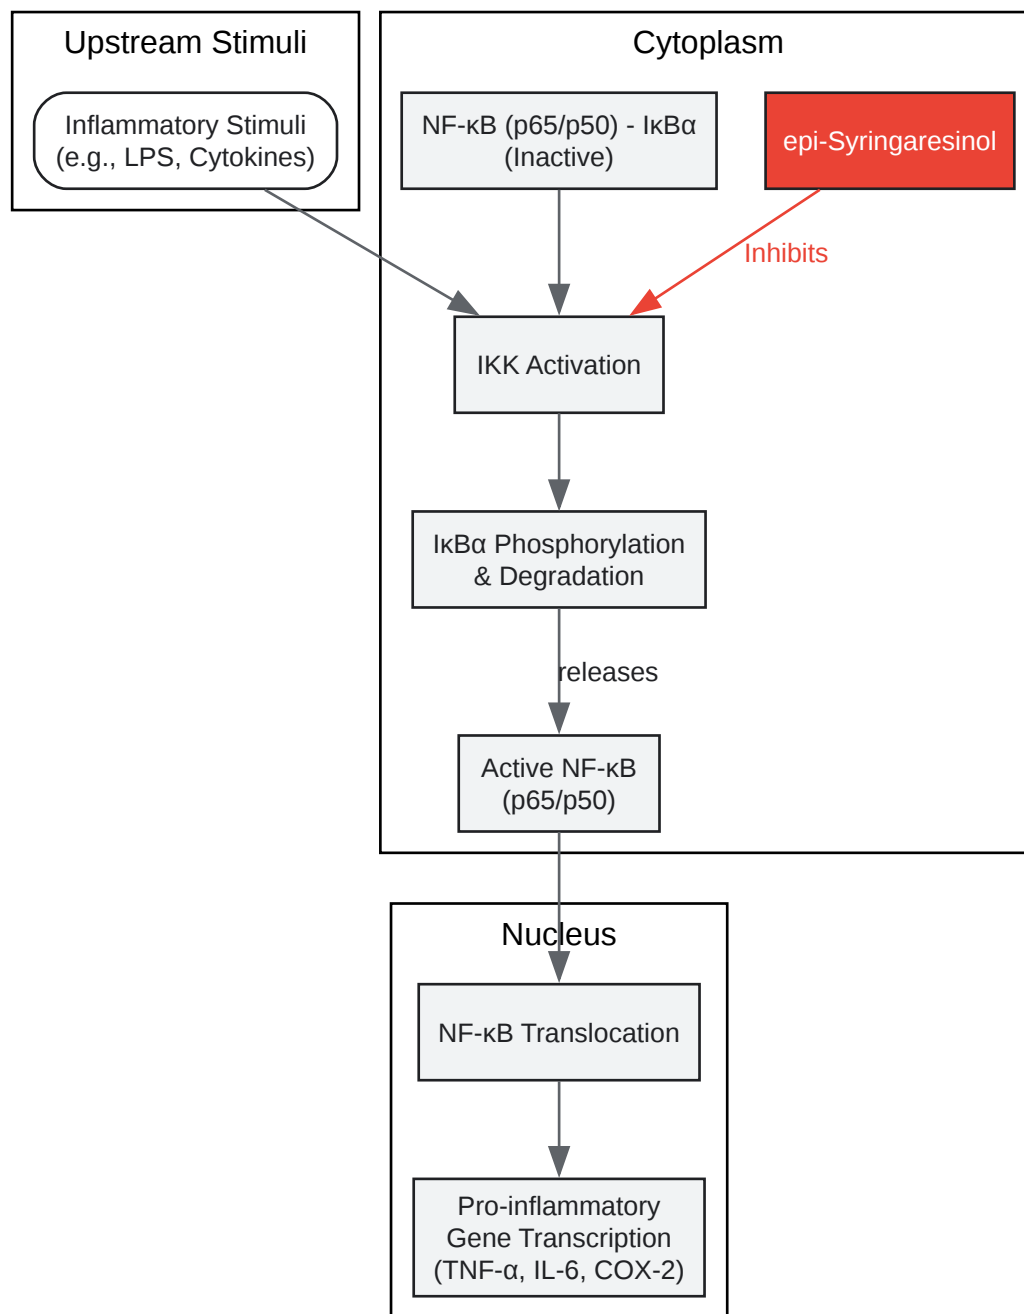 Upstream Stimuli
Inflammatory Stimuli
(e.g., LPS, Cytokines)
Cytoplasm
NF-κB (p65/p50) - IκBα
(Inactive)
epi-Syringaresinol
Inhibits
IKK Activation
IκBα Phosphorylation
& Degradation
releases
Active NF-κB
(p65/p50)
Nucleus
NF-κB Translocation
Pro-inflammatory
Gene Transcription
(TNF-α, IL-6, COX-2)